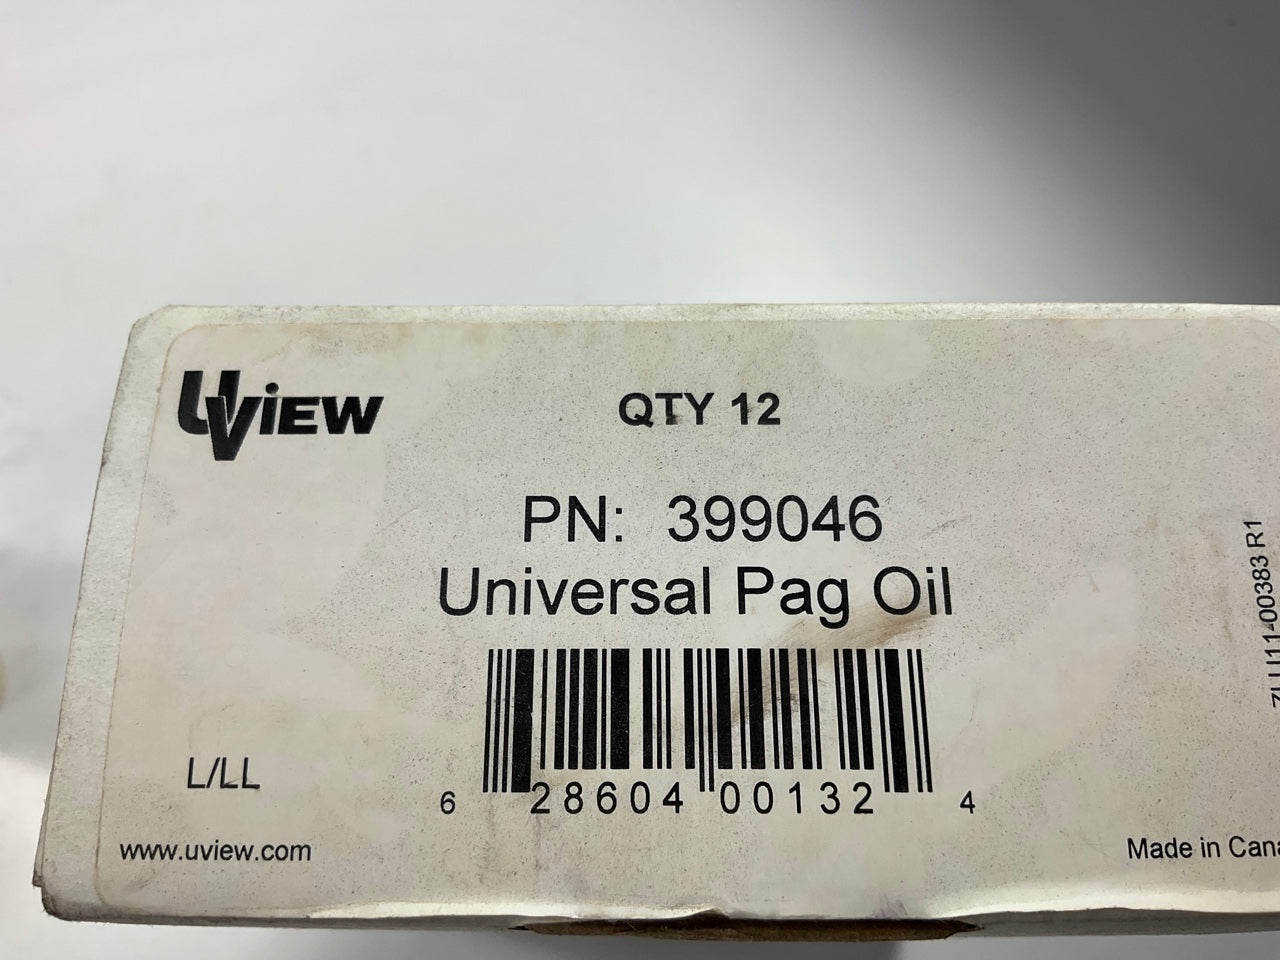 UVIEW
QTY 12
PN: 399046
Universal Pag Oil
6 28604 00132 4
L/LL
www.uview.com
Made in Cana
00383 R1